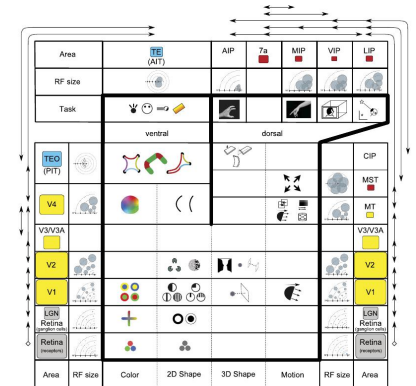 Area TE AIP 7a MIP VIP LIP
(AIT)
RF size
Task
ventral dorsal
TEO CIP
(PIT)
MST
V4 MT
V3/V3A V3/V3A
V2 V2
V1 V1
LGN LGN
Retina Retina
(ganglion cells) (ganglion cells)
Retina Retina
(receptors) (receptors)
Area RF size Color 2D Shape 3D Shape Motion RF size Area